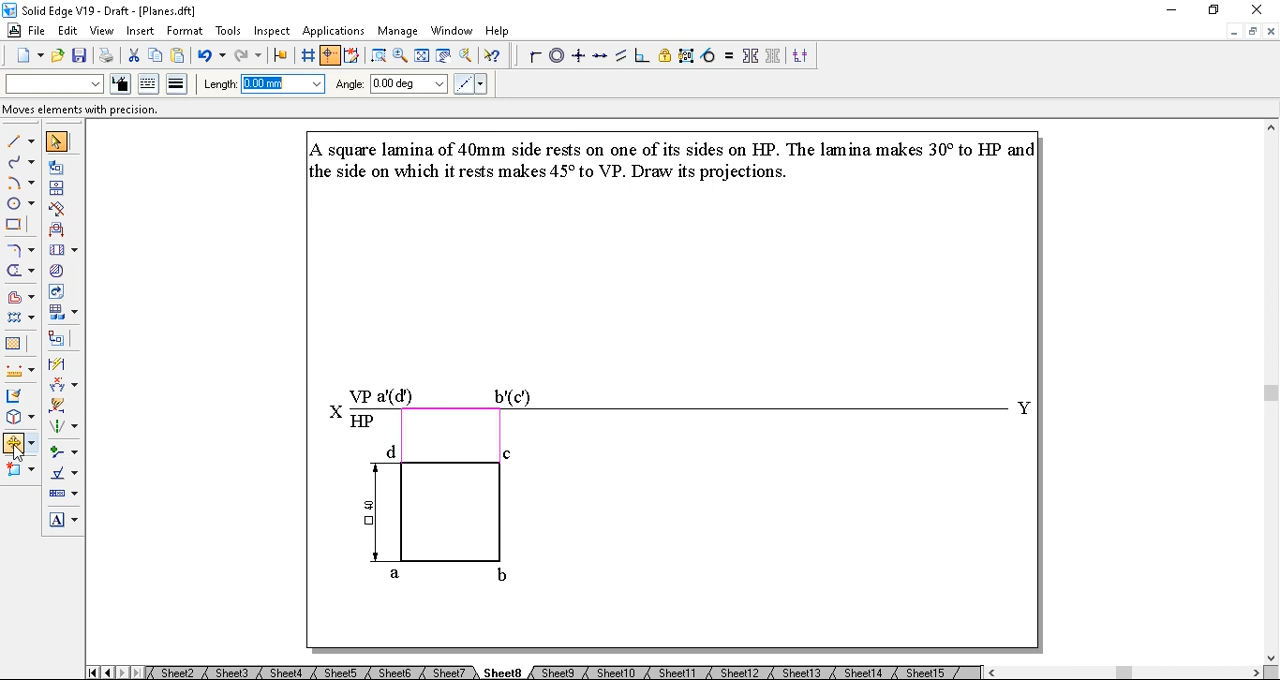 Solid Edge V19 - Draft - [Planes.dft]
File Edit View Insert Format Tools Inspect Applications Manage Window Help
Length: 0.00 mm Angle: 0.00 deg
Moves elements with precision.
A square lamina of 40mm side rests on one of its sides on HP. The lamina makes 30° to HP and
the side on which it rests makes 45° to VP. Draw its projections.
VP a'(d') b'(c')
X Y
HP
d c
□ 40
a b
Sheet2 Sheet3 Sheet4 Sheet5 Sheet6 Sheet7 Sheet8 Sheet9 Sheet10 Sheet11 Sheet12 Sheet13 Sheet14 Sheet15